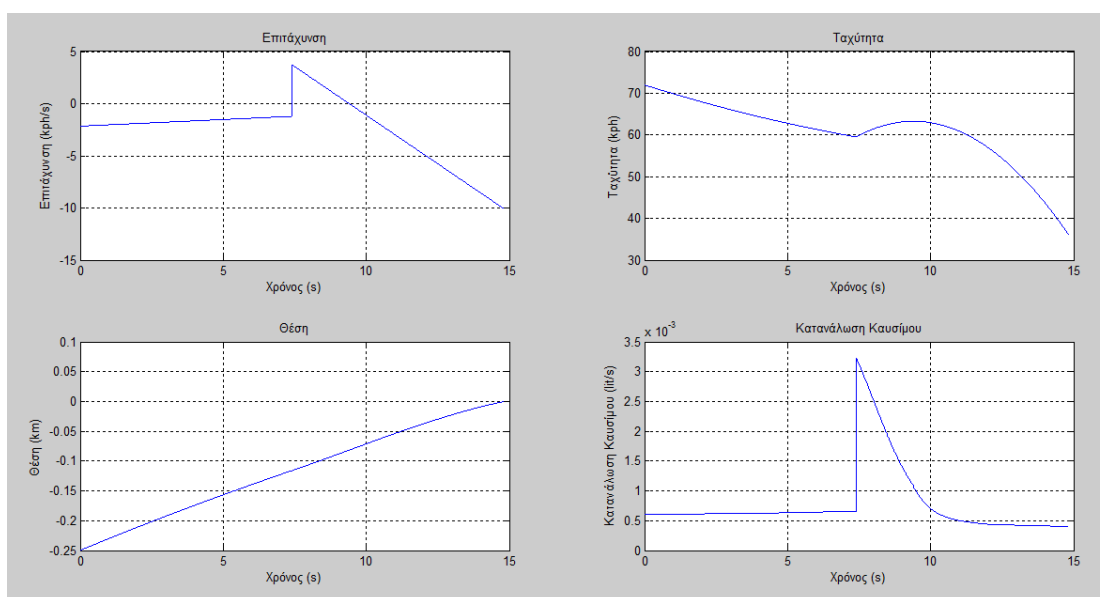 Επιτάχυνση
5
0
-5
-10
-15
Επιτάχυνση (kph/s)
0 5 10 15
Χρόνος (s)
Ταχύτητα
80
70
60
50
40
30
Ταχύτητα (kph)
0 5 10 15
Χρόνος (s)
Θέση
0.1
0.05
0
-0.05
-0.1
-0.15
-0.2
-0.25
Θέση (km)
0 5 10 15
Χρόνος (s)
Κατανάλωση Καυσίμου
x 10^-3
3.5
3
2.5
2
1.5
1
0.5
0
Κατανάλωση Καυσίμου (lit/s)
0 5 10 15
Χρόνος (s)